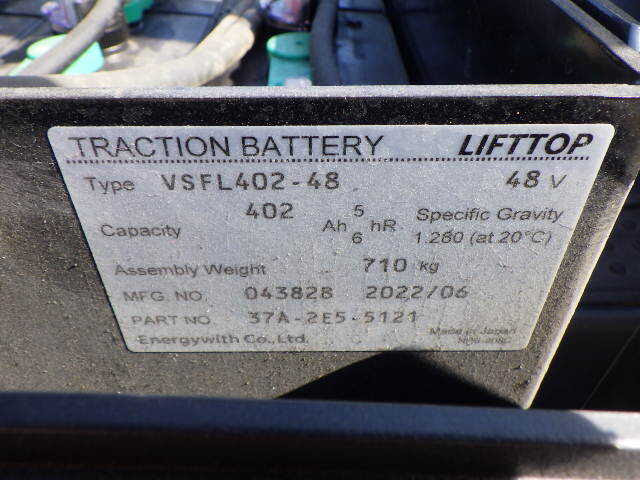 TRACTION BATTERY LIFTTOP
Type VSFL402-48 48 V
Capacity 402 Ah 5 hR Specific Gravity
6 1.280 (at 20°C)
Assembly Weight 710 kg
MFG. NO. 043828 2022/06
PART NO. 37A-2E5-5121
Energywith Co., Ltd. Made in Japan